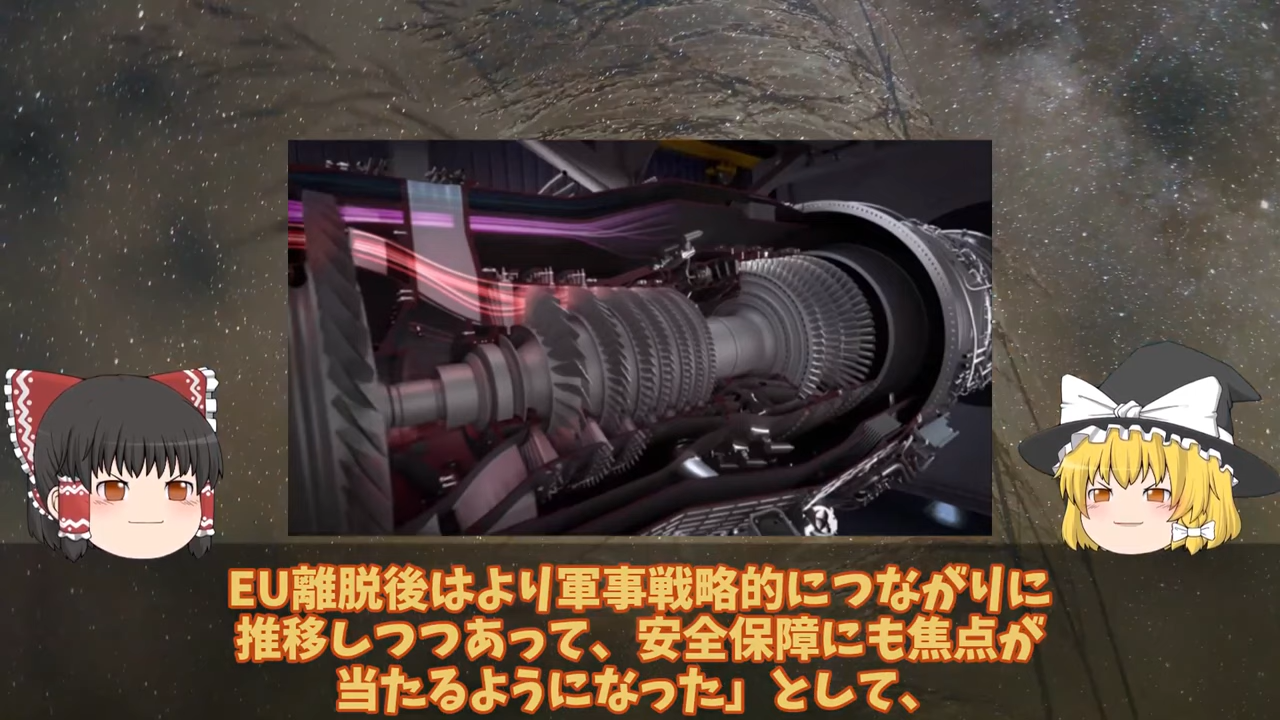 EU離脱後はより軍事戦略的につながりに
推移しつつあって、安全保障にも焦点が
当たるようになった」として、